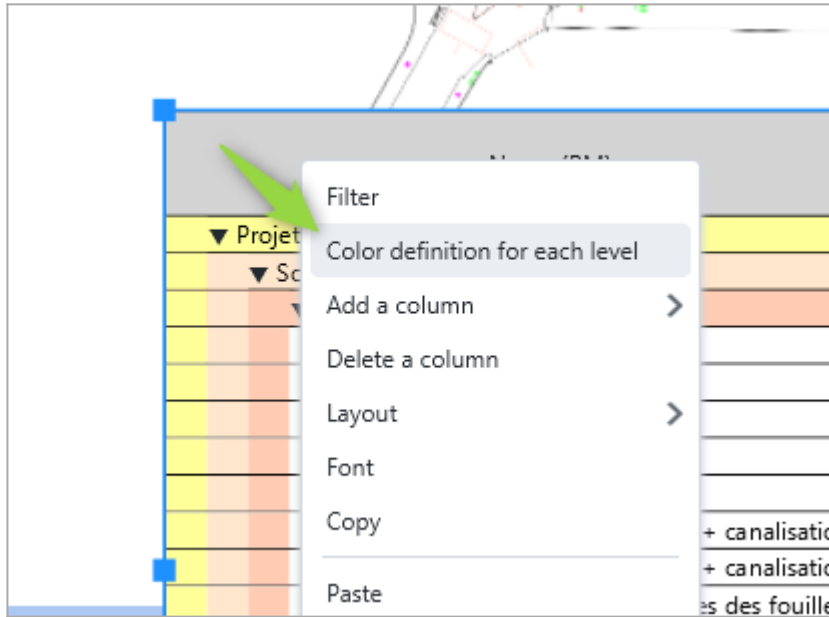 Filter
▼ Projet
Color definition for each level
▼ Sc
Add a column
Delete a column
Layout
Font
Copy
+ canalisatio
+ canalisatio
Paste
es des fouille